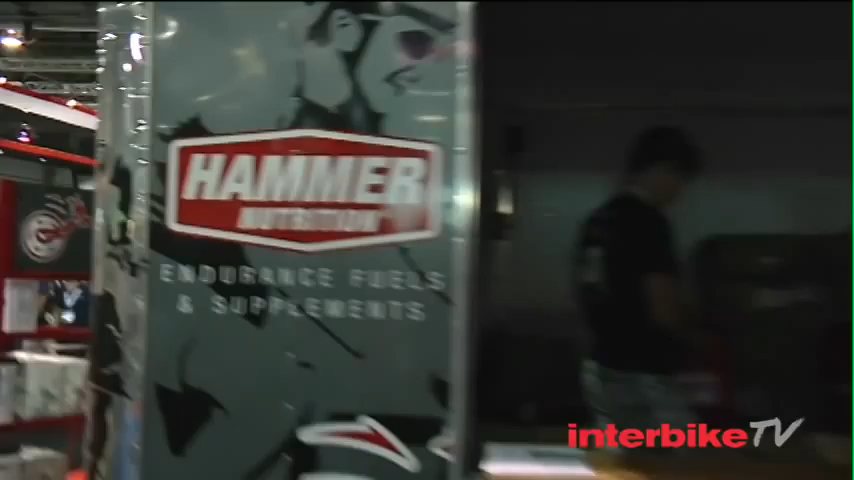 HAMMER
NUTRITION
ENDURANCE FUELS
& SUPPLEMENTS
interbikeTV